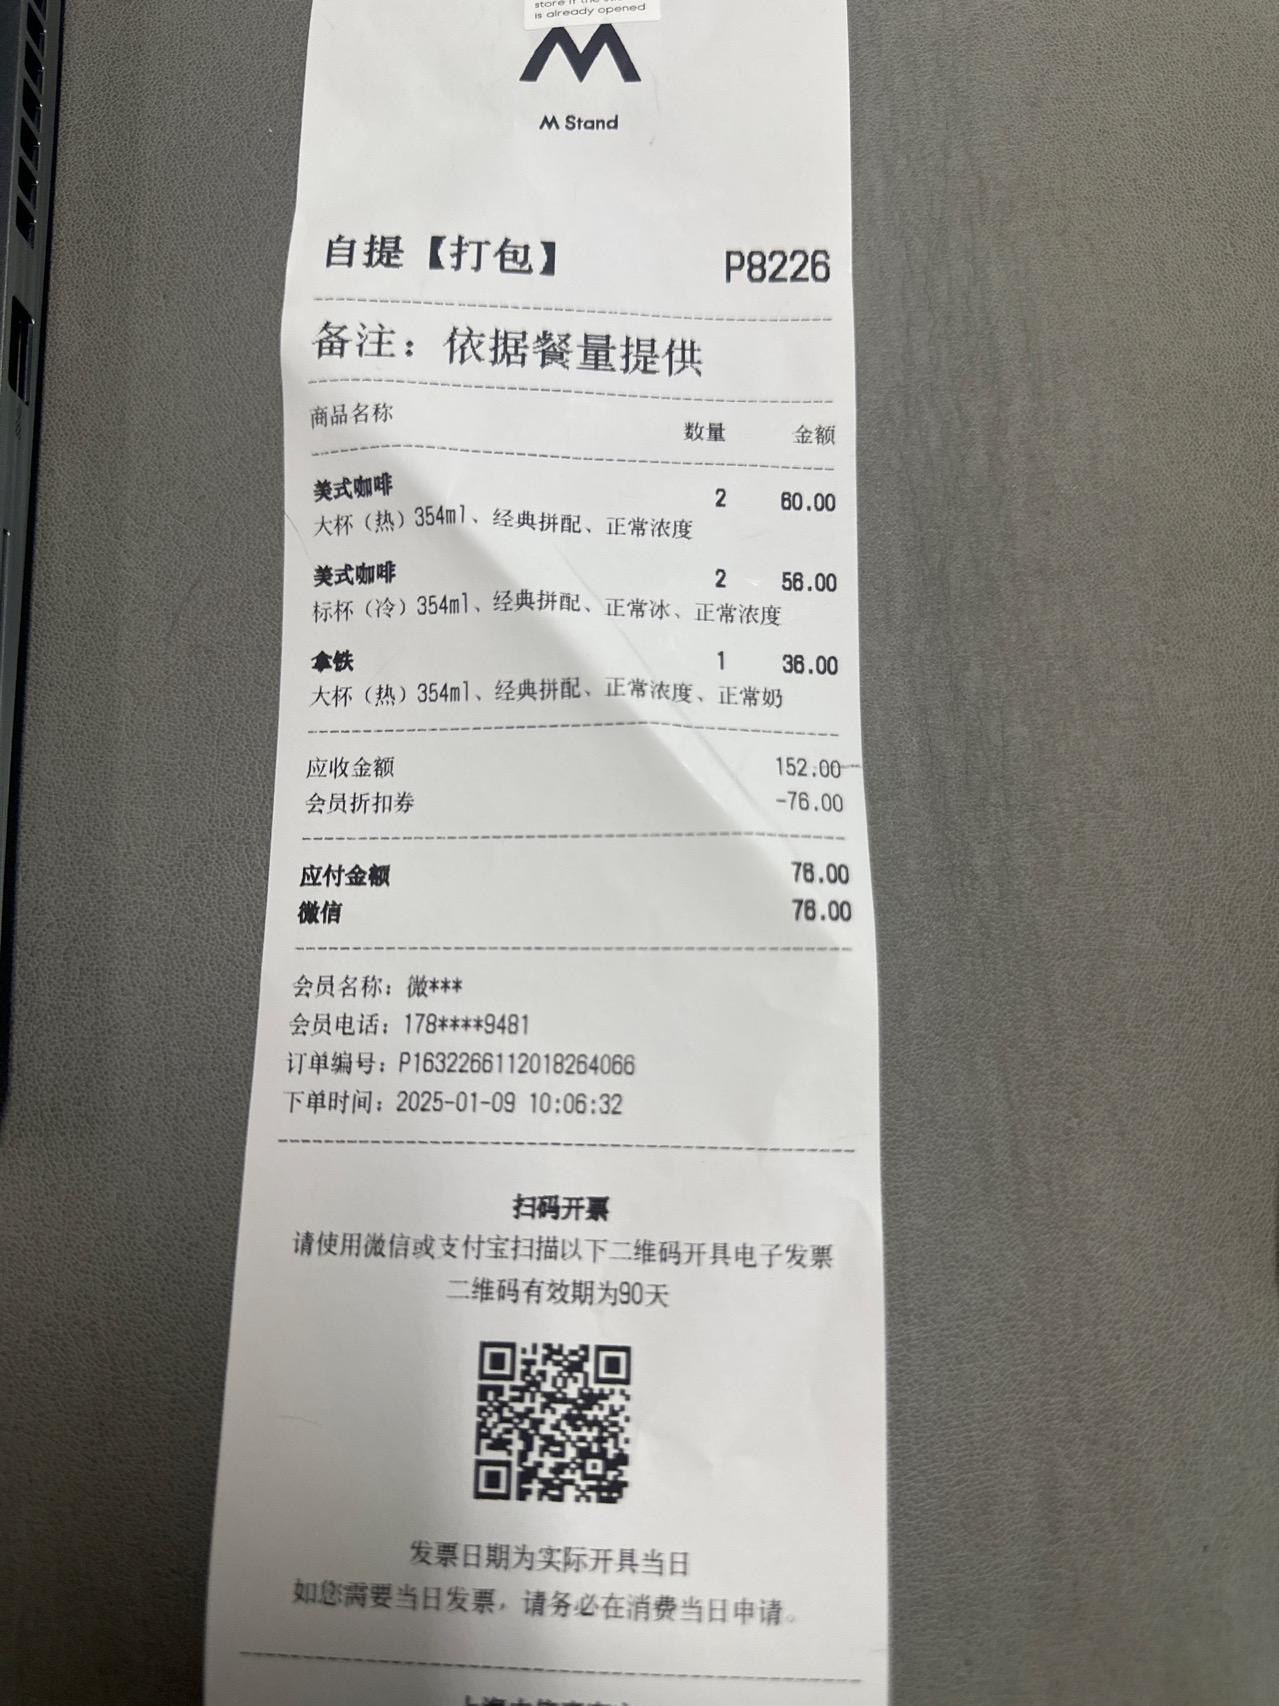 is already opened
M Stand
自提【打包】 P8226
备注：依据餐量提供
商品名称 数量 金额
美式咖啡 2 60.00
大杯（热）354ml、经典拼配、正常浓度
美式咖啡 2 56.00
标杯（冷）354ml、经典拼配、正常冰、正常浓度
拿铁 1 36.00
大杯（热）354ml、经典拼配、正常浓度、正常奶
应收金额 152.00
会员折扣券 -76.00
应付金额 76.00
微信 76.00
会员名称：微***
会员电话：178****9481
订单编号：P1632266112018264066
下单时间：2025-01-09 10:06:32
扫码开票
请使用微信或支付宝扫描以下二维码开具电子发票
二维码有效期为90天
发票日期为实际开具当日
如您需要当日发票，请务必在消费当日申请。